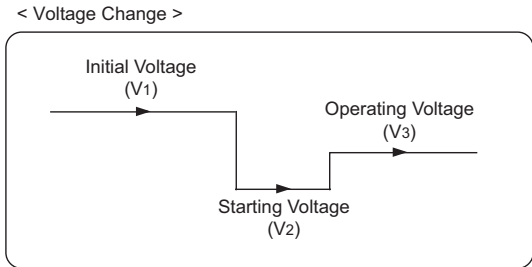 < Voltage Change >
Initial Voltage
(V1)
Operating Voltage
(V3)
Starting Voltage
(V2)